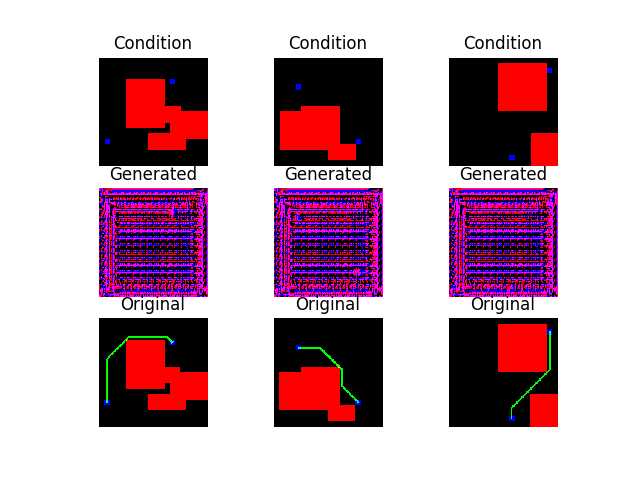 Condition Condition Condition
Generated Generated Generated
Original Original Original